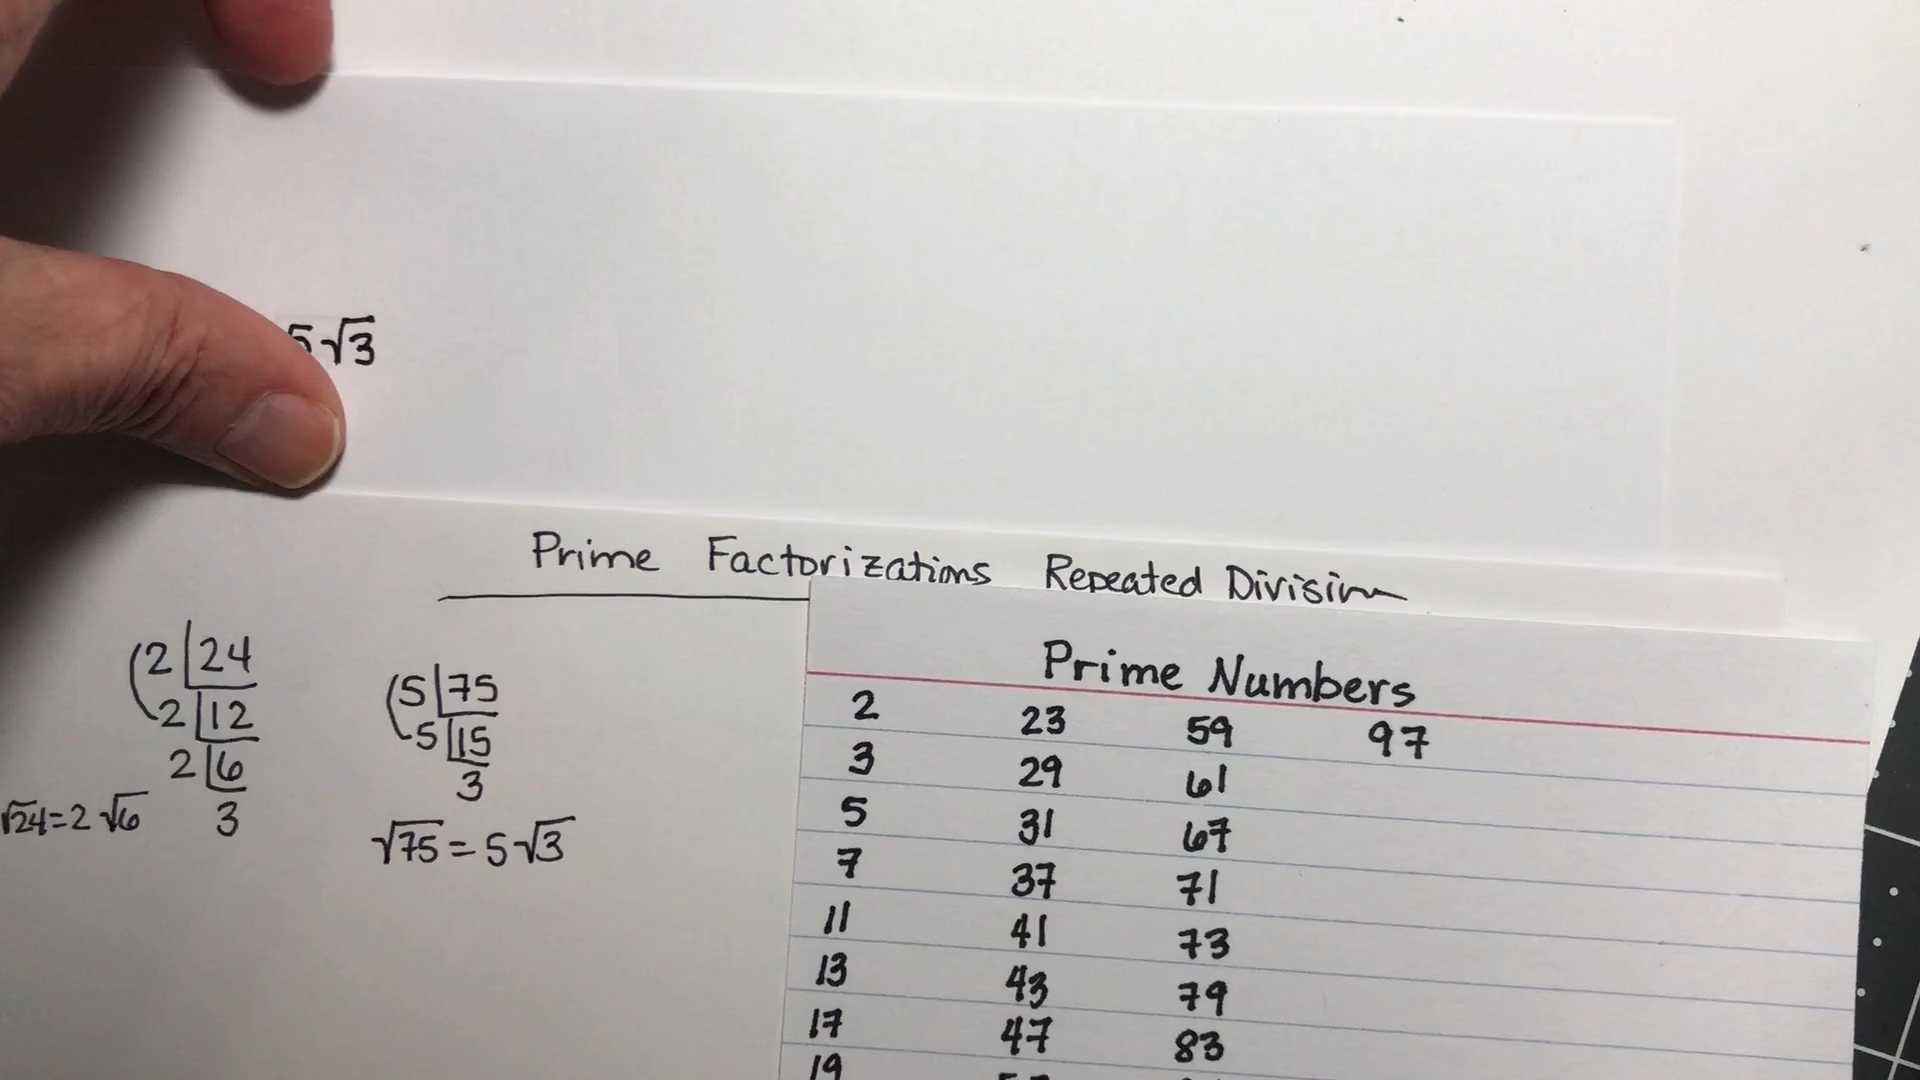 √3
Prime Factorizations Repeated Division
2 24
2 12
2 6
3
√24=2√6
5 75
5 15
3
√75=5√3
Prime Numbers
2 23 59 97
3 29 61
5 31 67
7 37 71
11 41 73
13 43 79
17 47 83
19